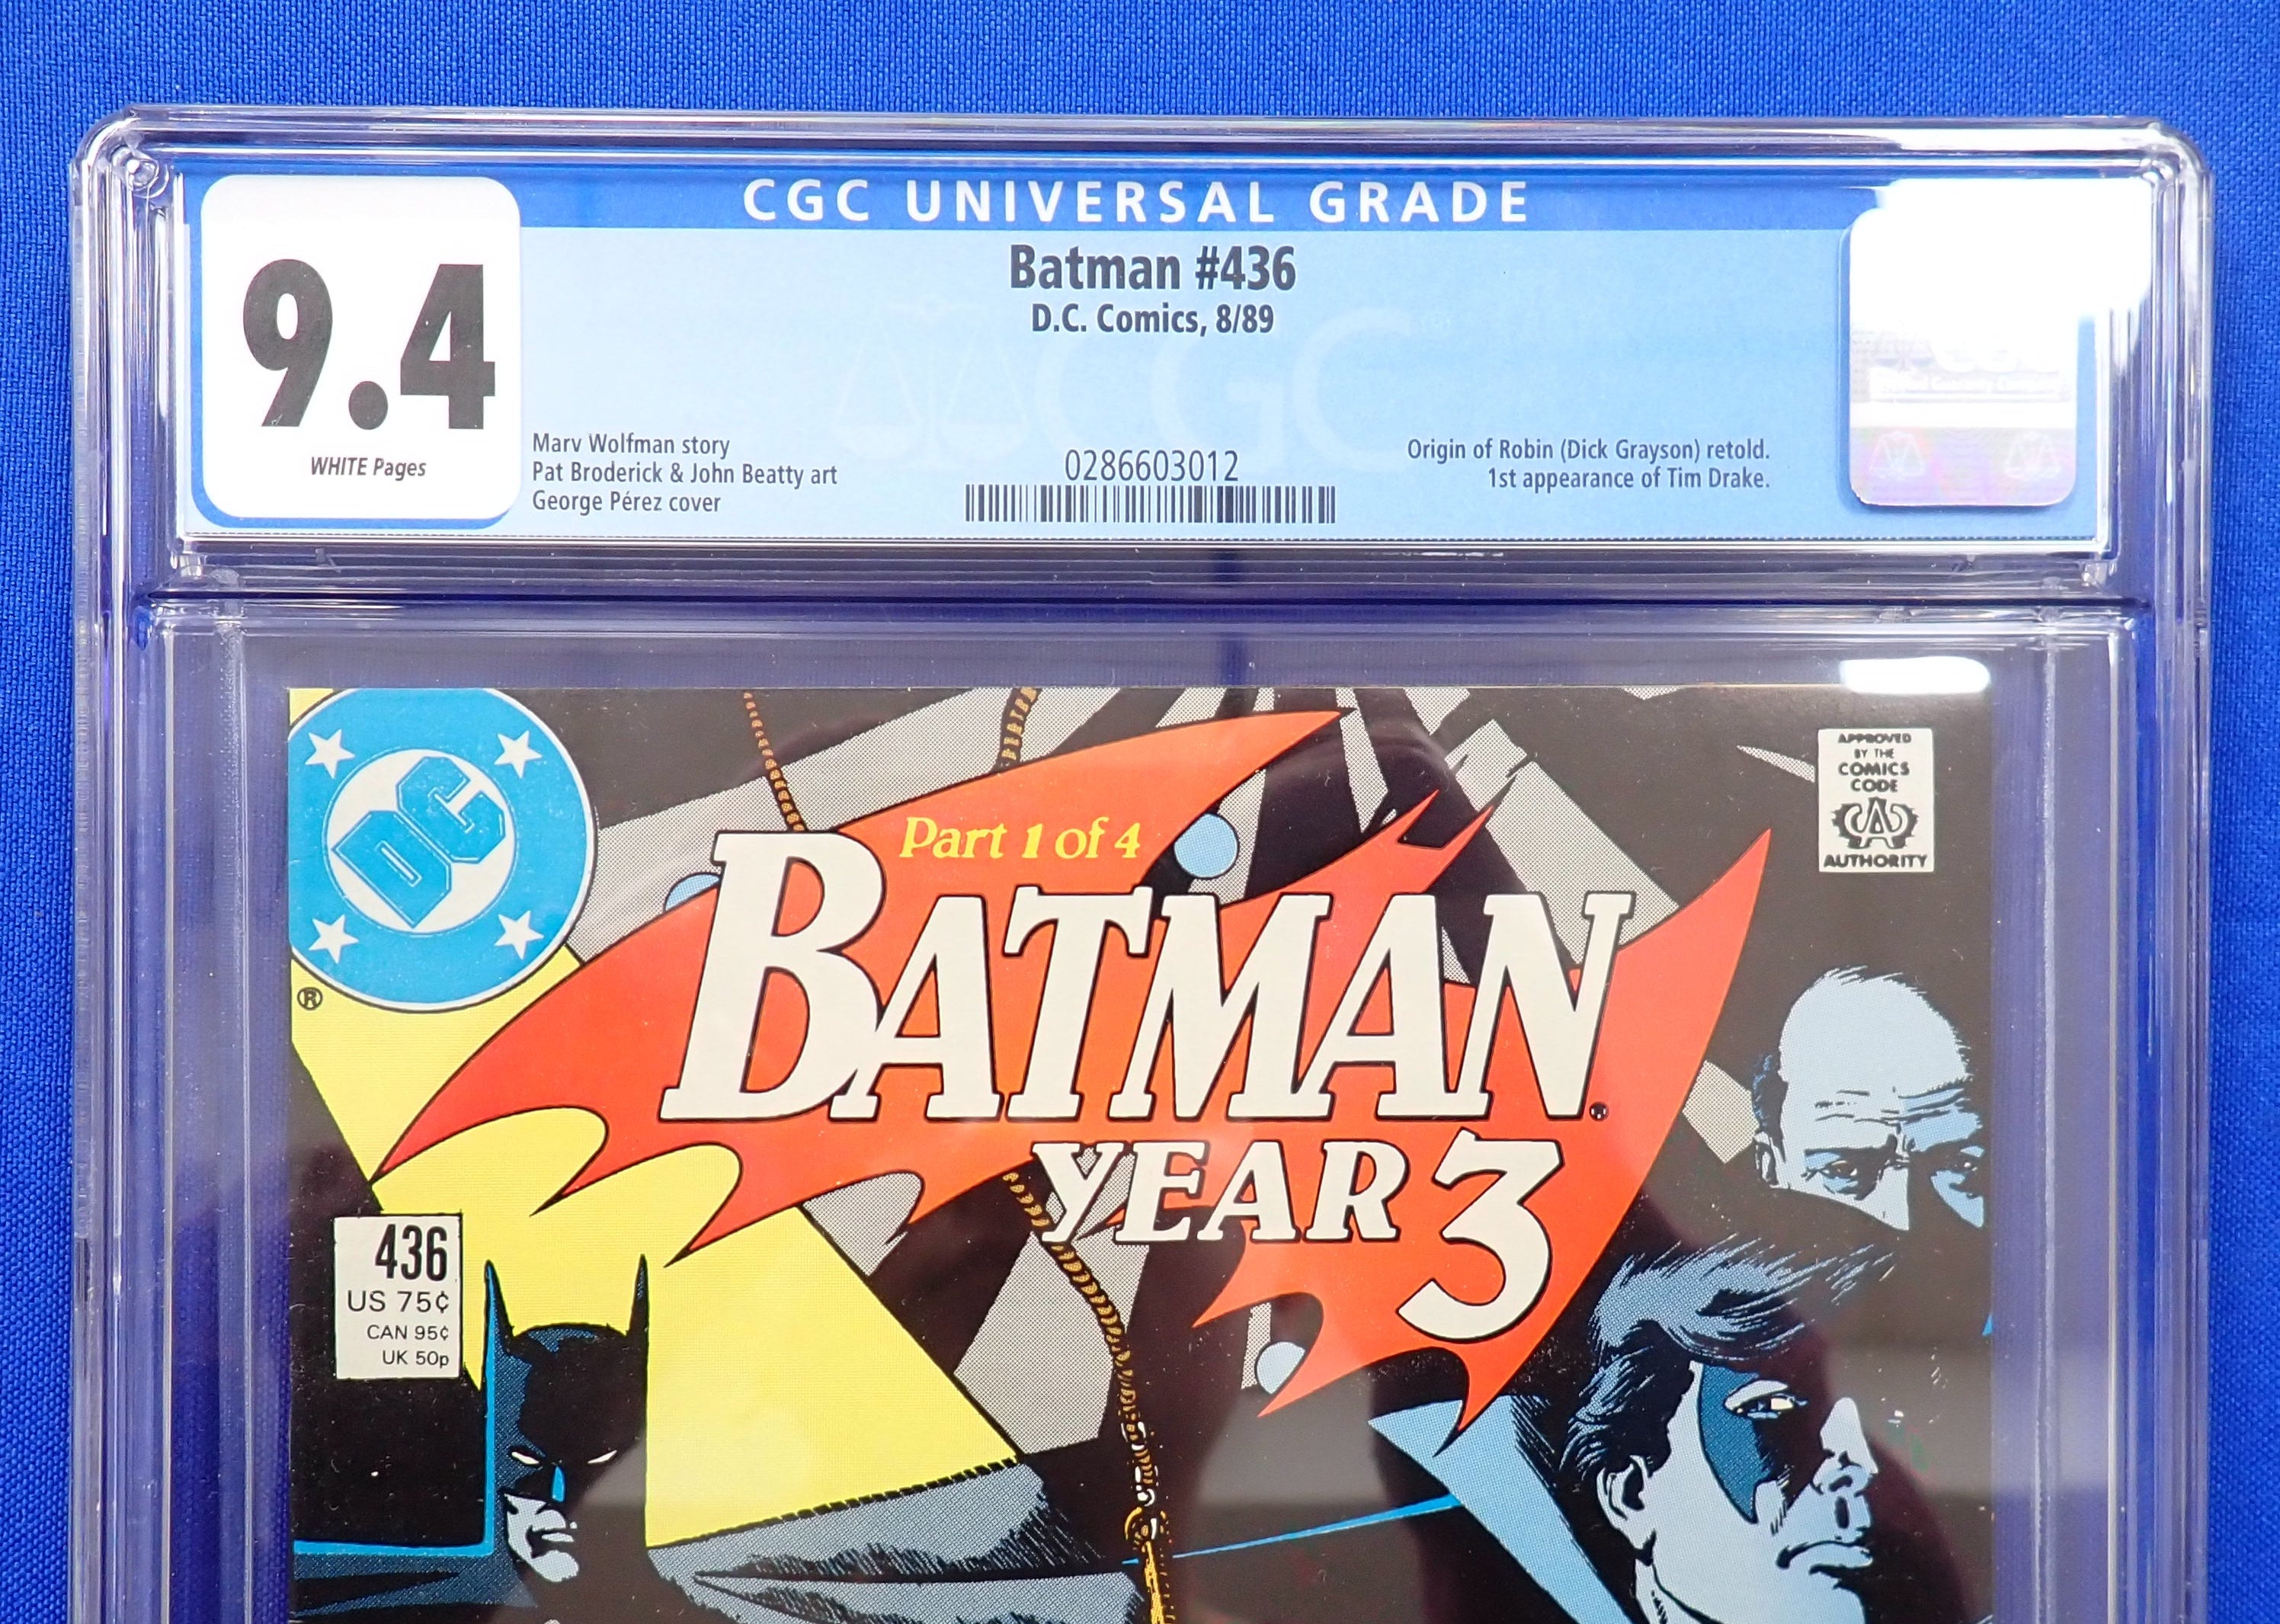 CGC UNIVERSAL GRADE
9.4
WHITE Pages
Batman #436
D.C. Comics, 8/89
Marv Wolfman story
Pat Broderick & John Beatty art
George Pérez cover
0286603012
Origin of Robin (Dick Grayson) retold.
1st appearance of Tim Drake.
CGC
DC
®
APPROVED
BY THE
COMICS
CODE
A
AUTHORITY
Part 1 of 4
BATMAN
YEAR 3
436
US 75¢
CAN 95¢
UK 50p